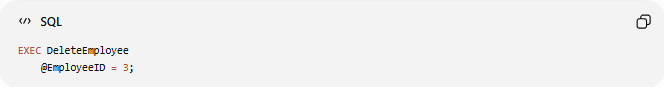 SQL
EXEC DeleteEmployee
    @EmployeeID = 3;